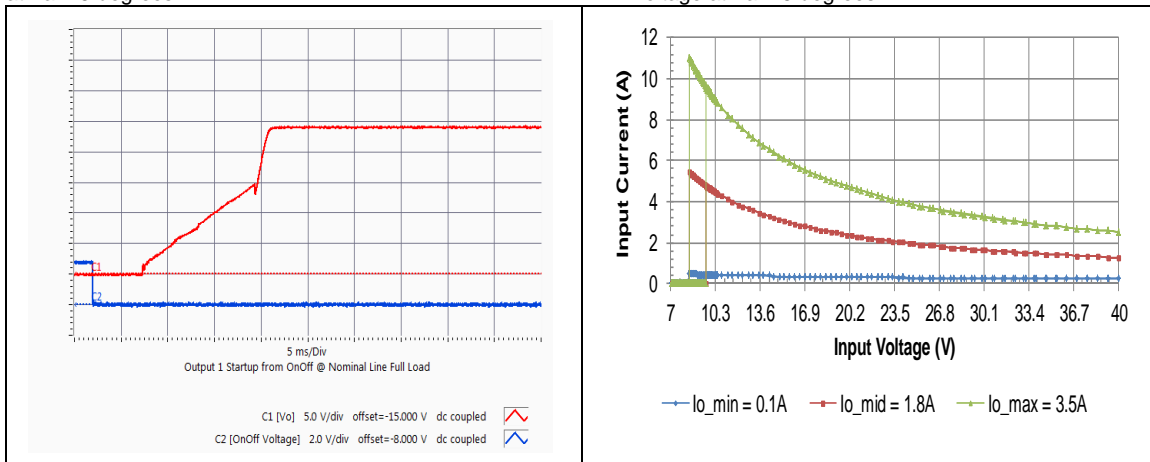 C1
C2
5 ms/Div
Output 1 Startup from OnOff @ Nominal Line Full Load
C1 [Vo] 5.0 V/div offset=-15.000 V dc coupled
C2 [OnOff Voltage] 2.0 V/div offset=-8.000 V dc coupled
12
10
8
6
4
2
0
Input Current (A)
7 10.3 13.6 16.9 20.2 23.5 26.8 30.1 33.4 36.7 40
Input Voltage (V)
Io_min = 0.1A Io_mid = 1.8A Io_max = 3.5A